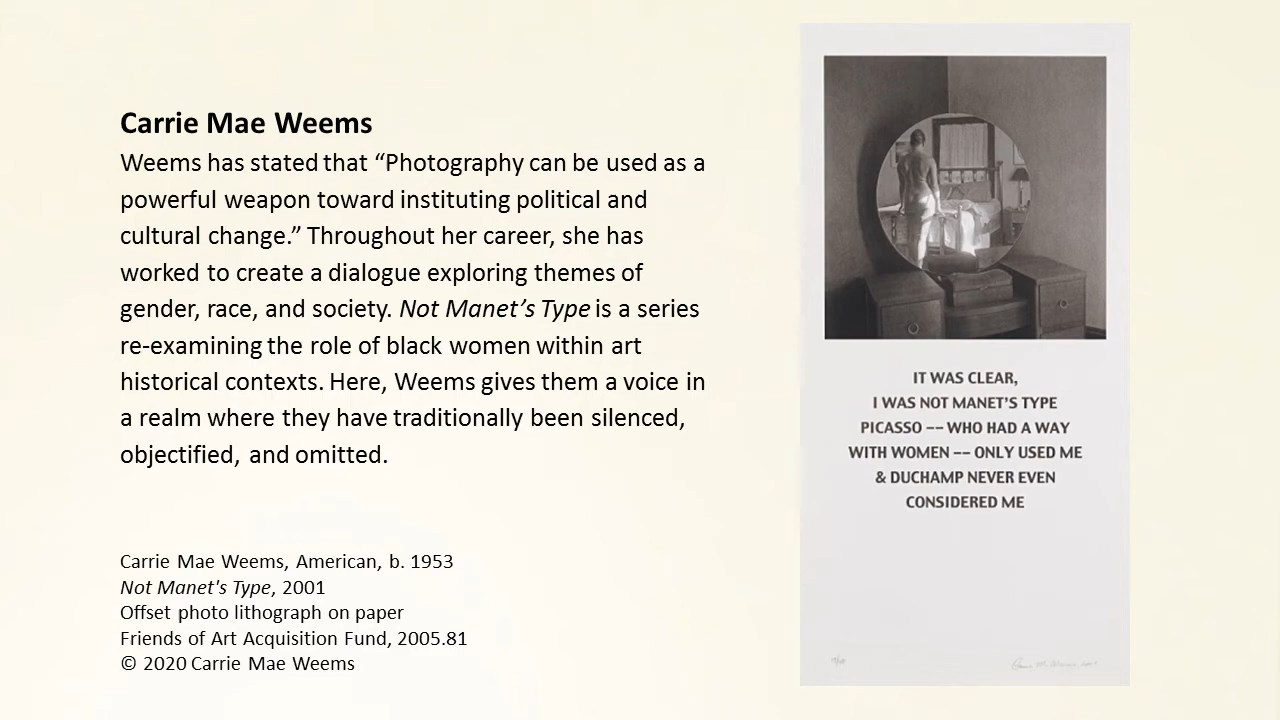 Carrie Mae Weems
Weems has stated that “Photography can be used as a
powerful weapon toward instituting political and
cultural change.” Throughout her career, she has
worked to create a dialogue exploring themes of
gender, race, and society. Not Manet’s Type is a series
re-examining the role of black women within art
historical contexts. Here, Weems gives them a voice in
a realm where they have traditionally been silenced,
objectified, and omitted.
Carrie Mae Weems, American, b. 1953
Not Manet's Type, 2001
Offset photo lithograph on paper
Friends of Art Acquisition Fund, 2005.81
© 2020 Carrie Mae Weems
IT WAS CLEAR,
I WAS NOT MANET’S TYPE
PICASSO –– WHO HAD A WAY
WITH WOMEN –– ONLY USED ME
& DUCHAMP NEVER EVEN
CONSIDERED ME